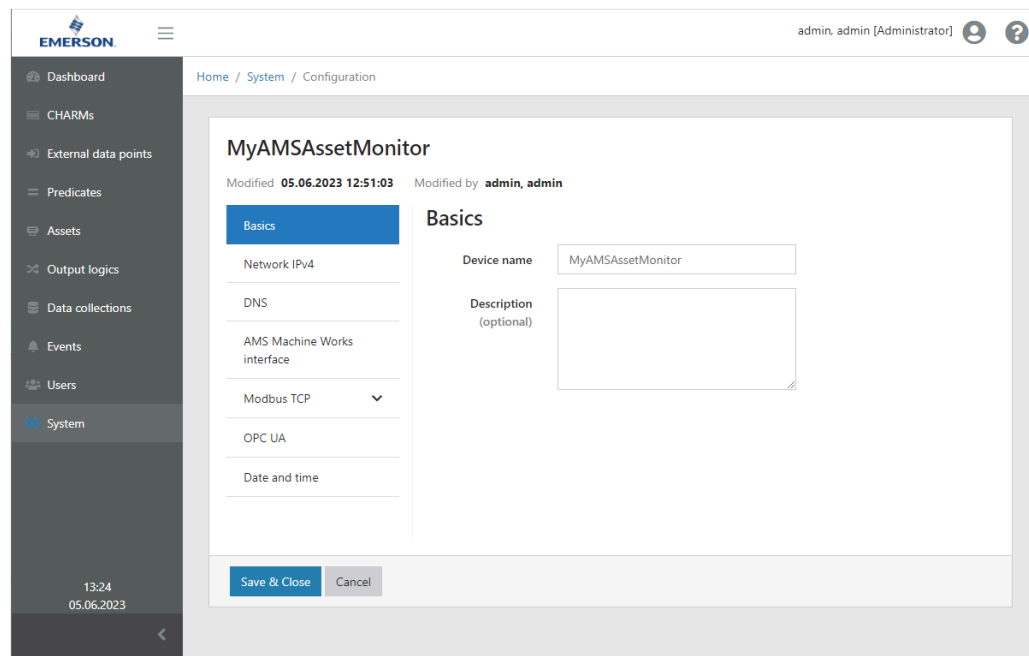 EMERSON.
admin, admin [Administrator]
?
Dashboard
CHARMs
External data points
Predicates
Assets
Output logics
Data collections
Events
Users
System
13:24
05.06.2023
Home / System / Configuration
MyAMSAssetMonitor
Modified 05.06.2023 12:51:03 Modified by admin, admin
Basics
Network IPv4
DNS
AMS Machine Works
interface
Modbus TCP
OPC UA
Date and time
Basics
Device name MyAMSAssetMonitor
Description
(optional)
Save & Close Cancel